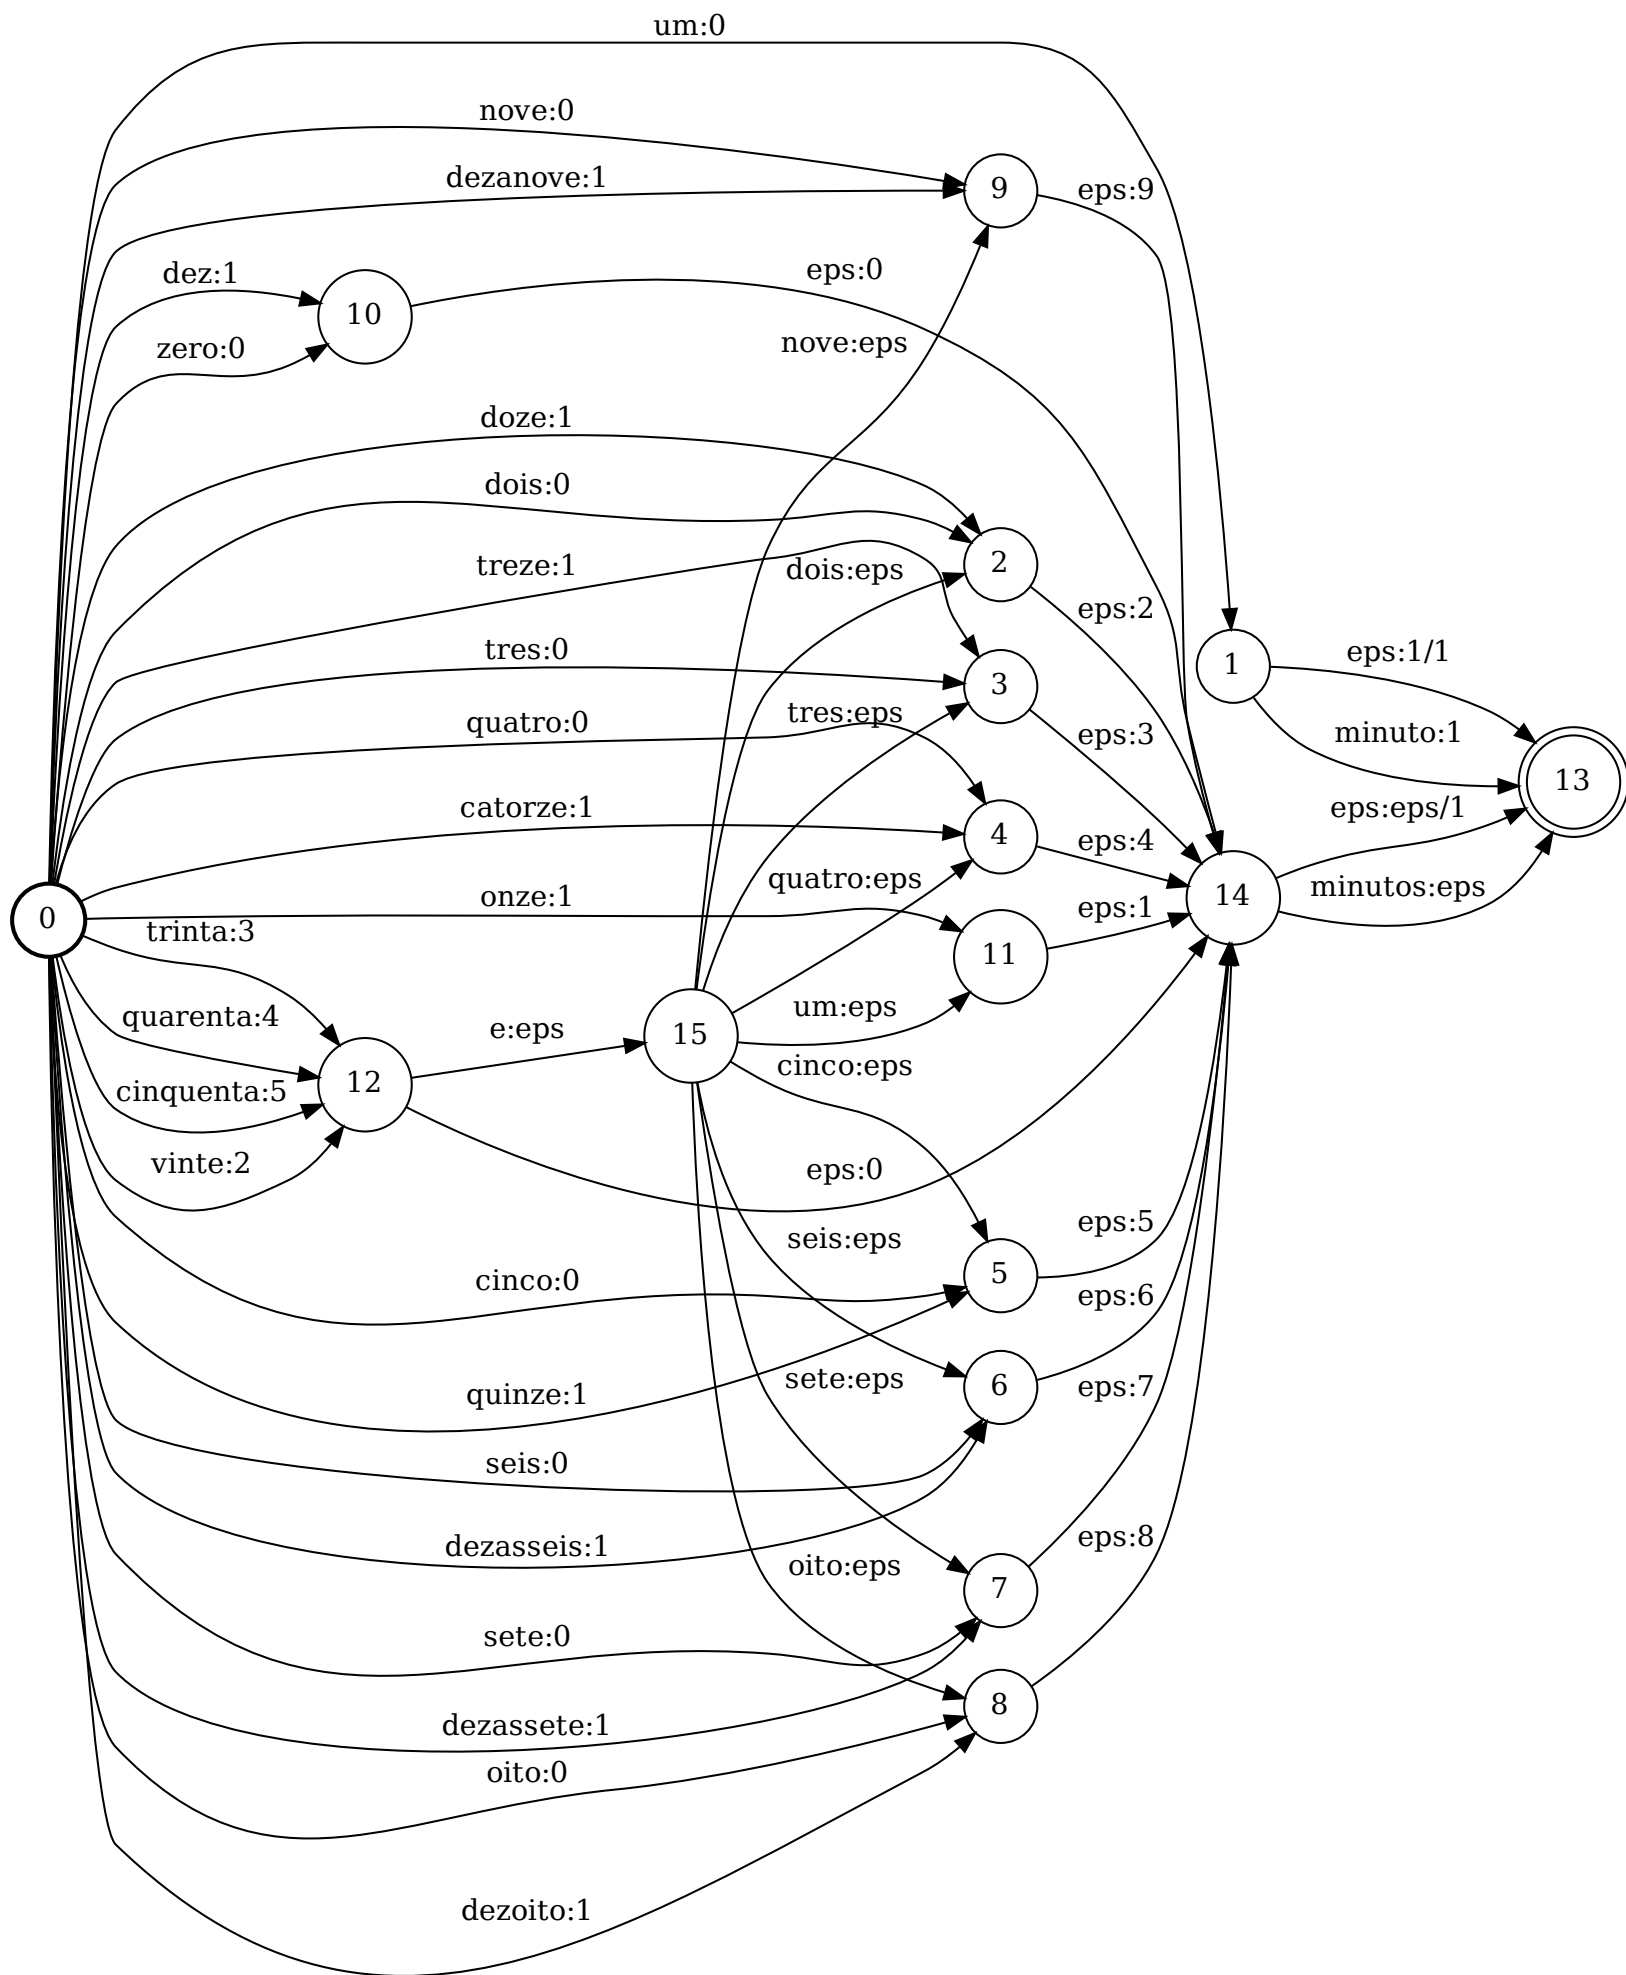 um:0
nove:0
dezanove:1
9
eps:9
dez:1
10
eps:0
zero:0
nove:eps
doze:1
dois:0
2
treze:1
dois:eps
eps:2
tres:0
3
1
eps:1/1
quatro:0
tres:eps
eps:3
minuto:1
13
catorze:1
4
eps:4
eps:eps/1
quatro:eps
14
minutos:eps
0
onze:1
eps:1
trinta:3
11
quarenta:4
e:eps
15
um:eps
cinquenta:5
12
cinco:eps
vinte:2
eps:0
eps:5
seis:eps
5
cinco:0
eps:6
quinze:1
sete:eps
6
eps:7
seis:0
dezasseis:1
oito:eps
eps:8
7
sete:0
8
dezassete:1
oito:0
dezoito:1